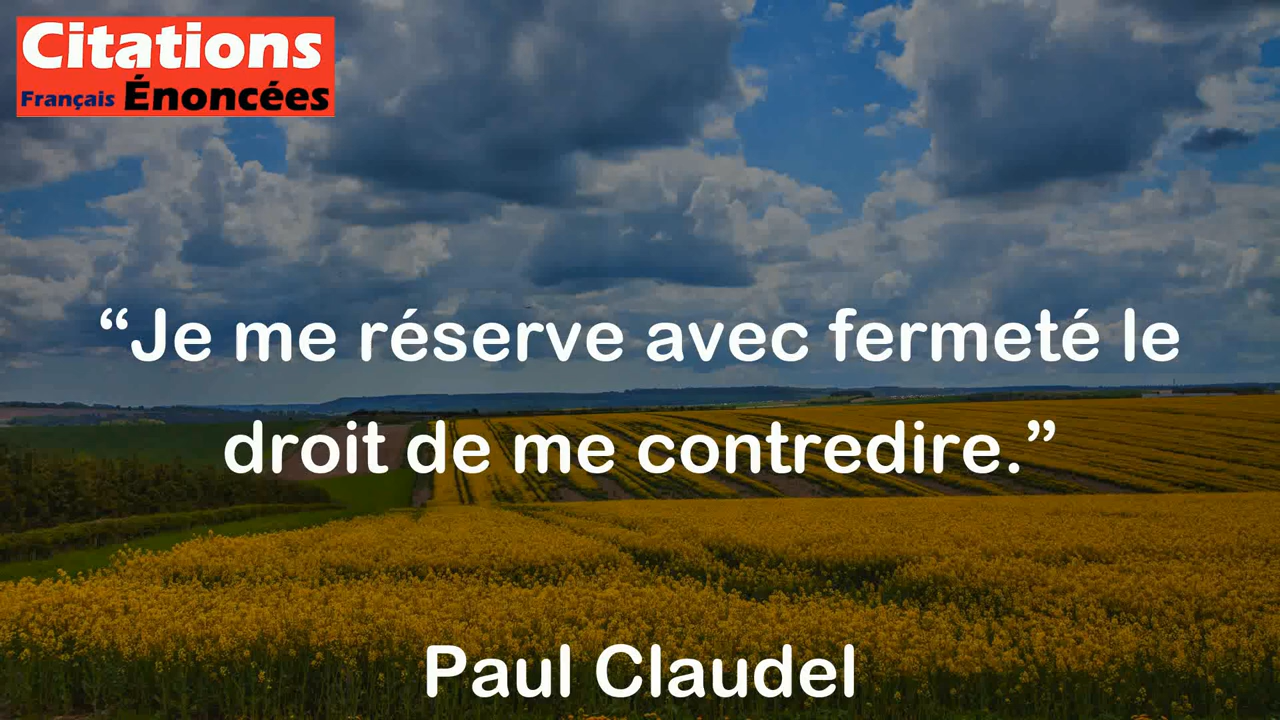 Citations
Français Énoncées
“Je me réserve avec fermeté le
droit de me contredire.”
Paul Claudel